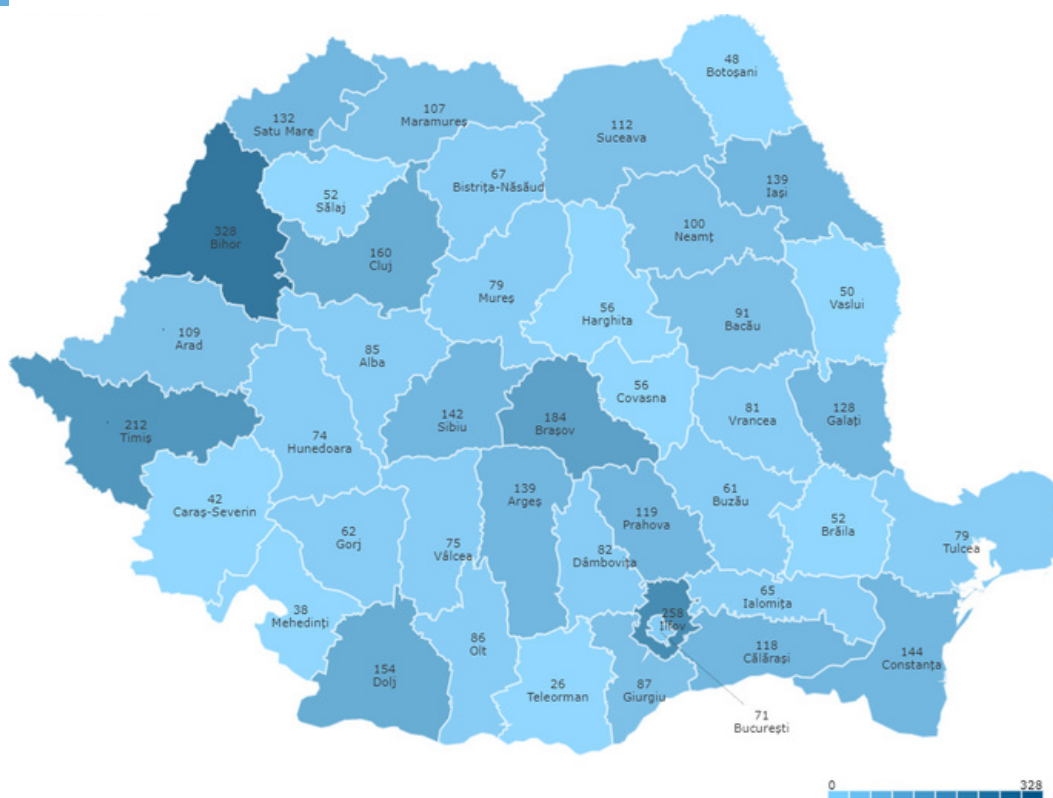 48
Botoșani
107
Maramureș
132
Satu Mare
112
Suceava
67
Bistrița-Năsăud
139
Iași
52
Sălaj
100
Neamț
328
Bihor
160
Cluj
79
Mureș
50
Vaslui
56
Harghita
91
Bacău
109
Arad
85
Alba
56
Covasna
81
Vrancea
128
Galați
142
Sibiu
184
Brașov
212
Timiș
74
Hunedoara
42
Caraș-Severin
139
Argeș
61
Buzău
52
Brăila
119
Prahova
62
Gorj
75
Vâlcea
82
Dâmbovița
79
Tulcea
65
Ialomița
38
Mehedinți
258
Ilfov
86
Olt
118
Călărași
144
Constanța
154
Dolj
26
Teleorman
87
Giurgiu
71
București
0 328